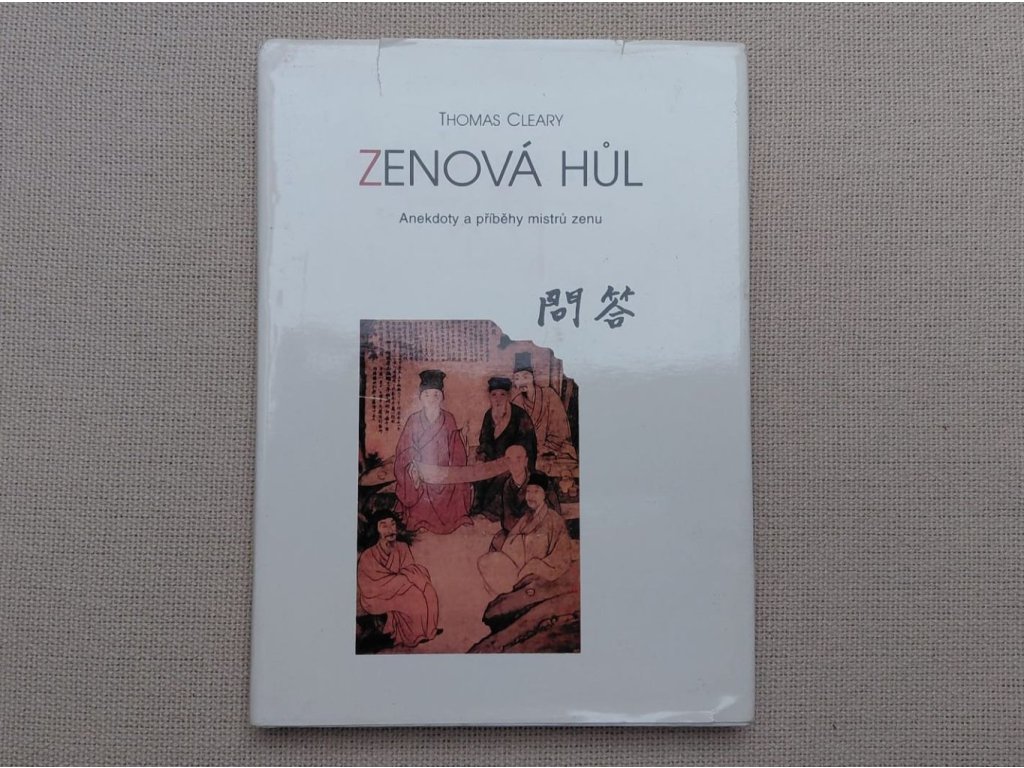 THOMAS CLEARY
ZENOVÁ HŮL
Anekdoty a příběhy mistrů zenu
問答